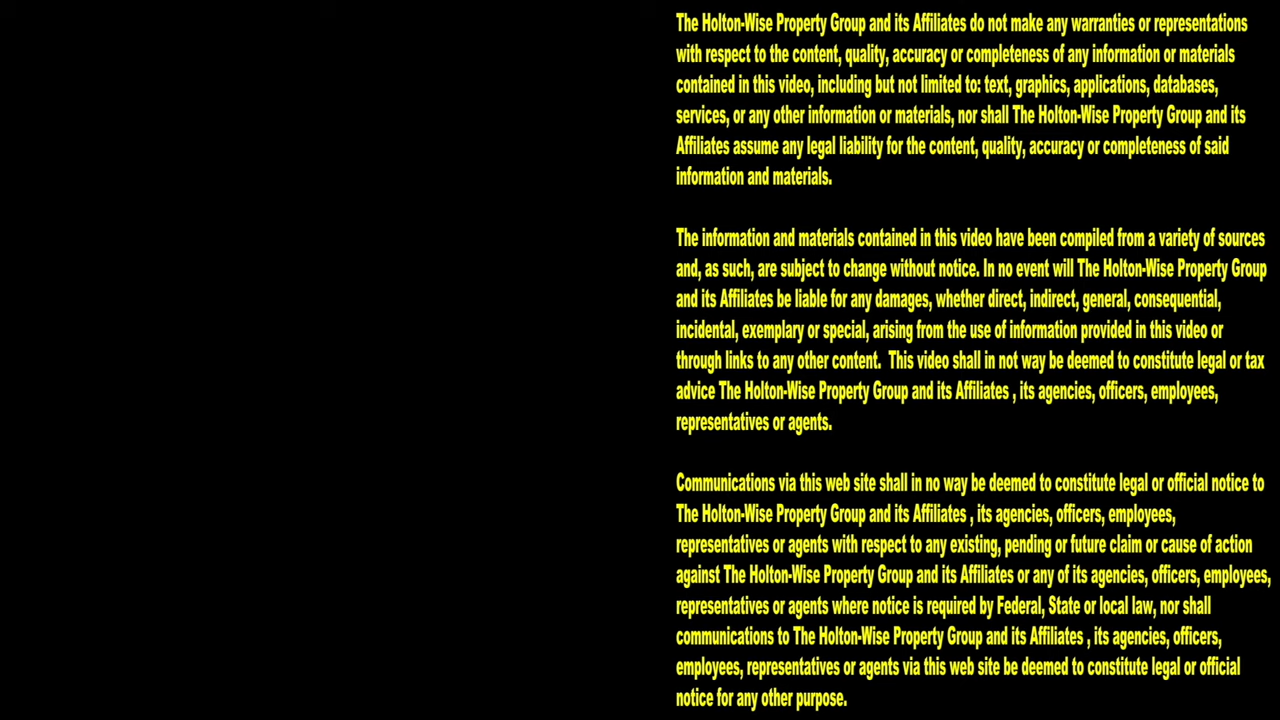 The Holton-Wise Property Group and its Affiliates do not make any warranties or representations
with respect to the content, quality, accuracy or completeness of any information or materials
contained in this video, including but not limited to: text, graphics, applications, databases,
services, or any other information or materials, nor shall The Holton-Wise Property Group and its
Affiliates assume any legal liability for the content, quality, accuracy or completeness of said
information and materials.
The information and materials contained in this video have been compiled from a variety of sources
and, as such, are subject to change without notice. In no event will The Holton-Wise Property Group
and its Affiliates be liable for any damages, whether direct, indirect, general, consequential,
incidental, exemplary or special, arising from the use of information provided in this video or
through links to any other content.  This video shall in not way be deemed to constitute legal or tax
advice The Holton-Wise Property Group and its Affiliates , its agencies, officers, employees,
representatives or agents.
Communications via this web site shall in no way be deemed to constitute legal or official notice to
The Holton-Wise Property Group and its Affiliates , its agencies, officers, employees,
representatives or agents with respect to any existing, pending or future claim or cause of action
against The Holton-Wise Property Group and its Affiliates or any of its agencies, officers, employees,
representatives or agents where notice is required by Federal, State or local law, nor shall
communications to The Holton-Wise Property Group and its Affiliates , its agencies, officers,
employees, representatives or agents via this web site be deemed to constitute legal or official
notice for any other purpose.